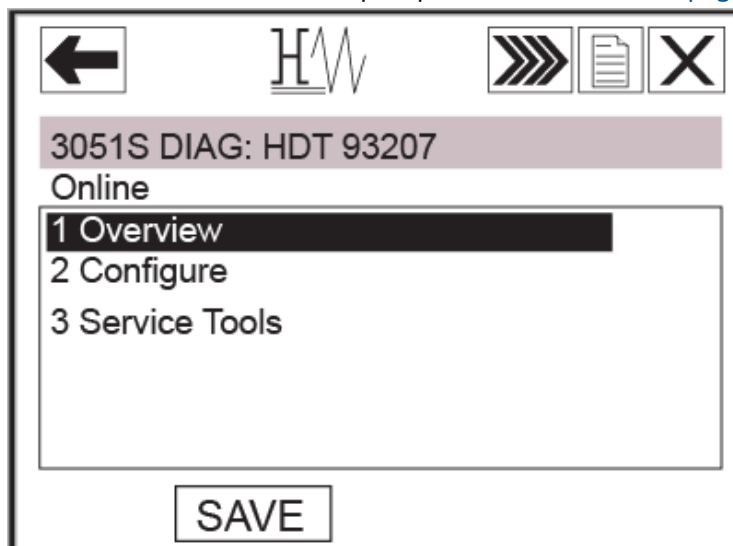 3051S DIAG: HDT 93207
Online
1 Overview
2 Configure
3 Service Tools
SAVE